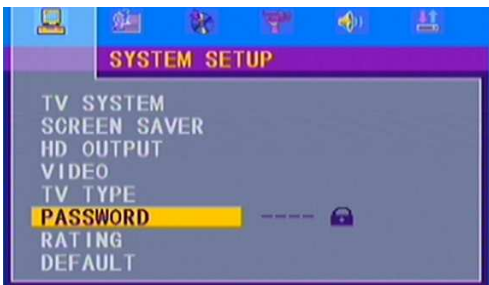 SYSTEM SETUP
TV SYSTEM
SCREEN SAVER
HD OUTPUT
VIDEO
TV TYPE
PASSWORD ----
RATING
DEFAULT